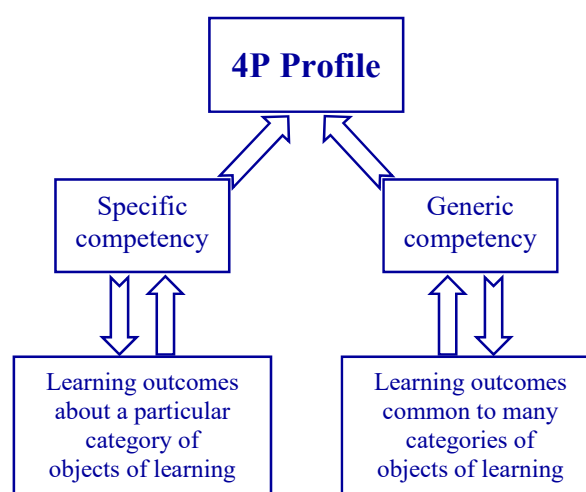 4P Profile
Specific
competency
Generic
competency
Learning outcomes
about a particular
category of
objects of learning
Learning outcomes
common to many
categories of
objects of learning